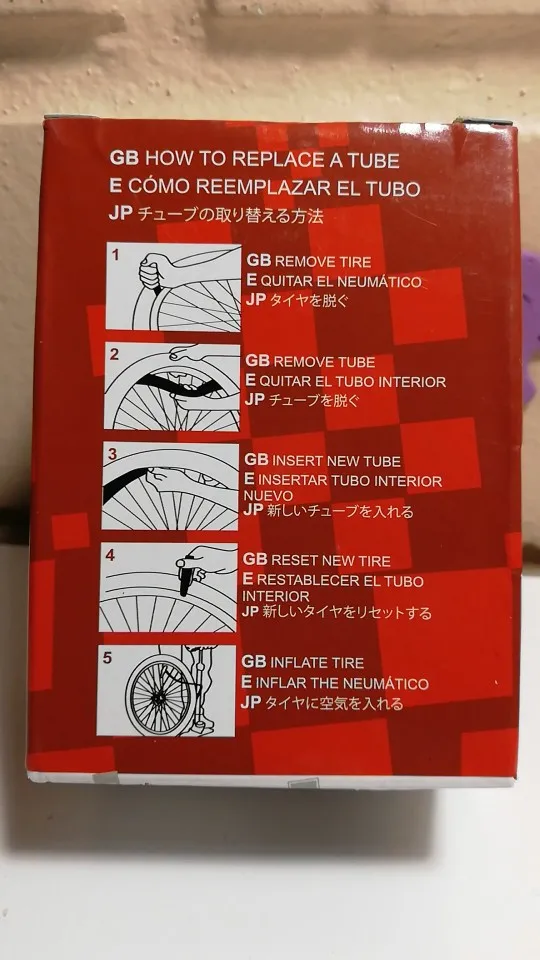 GB HOW TO REPLACE A TUBE
E CÓMO REEMPLAZAR EL TUBO
JP チューブの取り替える方法
1
GB REMOVE TIRE
E QUITAR EL NEUMÁTICO
JP タイヤを脱ぐ
2
GB REMOVE TUBE
E QUITAR EL TUBO INTERIOR
JP チューブを脱ぐ
3
GB INSERT NEW TUBE
E INSERTAR TUBO INTERIOR
NUEVO
JP 新しいチューブを入れる
4
GB RESET NEW TIRE
E RESTABLECER EL TUBO
INTERIOR
JP 新しいタイヤをリセットする
5
GB INFLATE TIRE
E INFLAR THE NEUMÁTICO
JP タイヤに空気を入れる